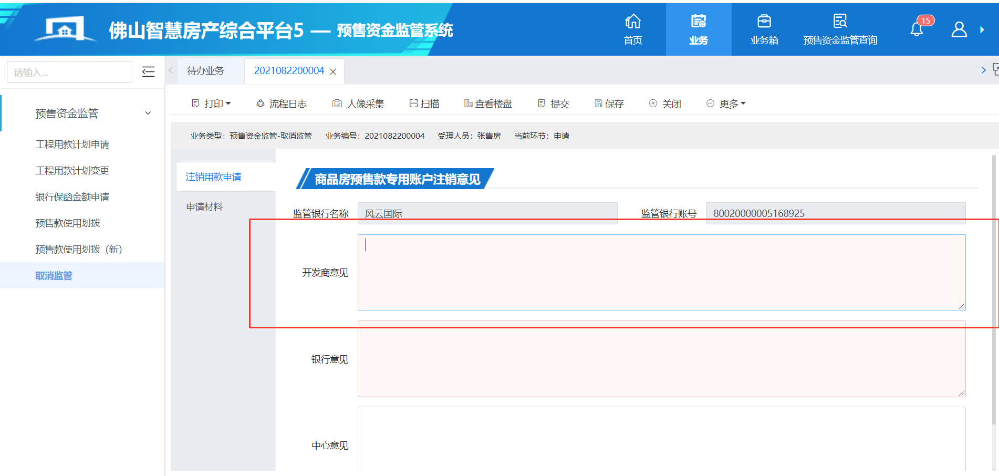 佛山智慧房产综合平台5 — 预售资金监管系统
首页
业务
业务箱
预售资金监管查询
15
请输入...
待办业务
2021082200004
打印
流程日志
人像采集
扫描
查看楼盘
提交
保存
关闭
更多
预售资金监管
工程用款计划申请
工程用款计划变更
银行保函金额申请
预售款使用划拨
预售款使用划拨（新）
取消监管
业务类型：预售资金监管-取消监管 业务编号：2021082200004 受理人员：张售房 当前环节：申请
注销用款申请
申请材料
商品房预售款专用账户注销意见
监管银行名称 风云国际 监管银行账号 80020000005168925
开发商意见
银行意见
中心意见